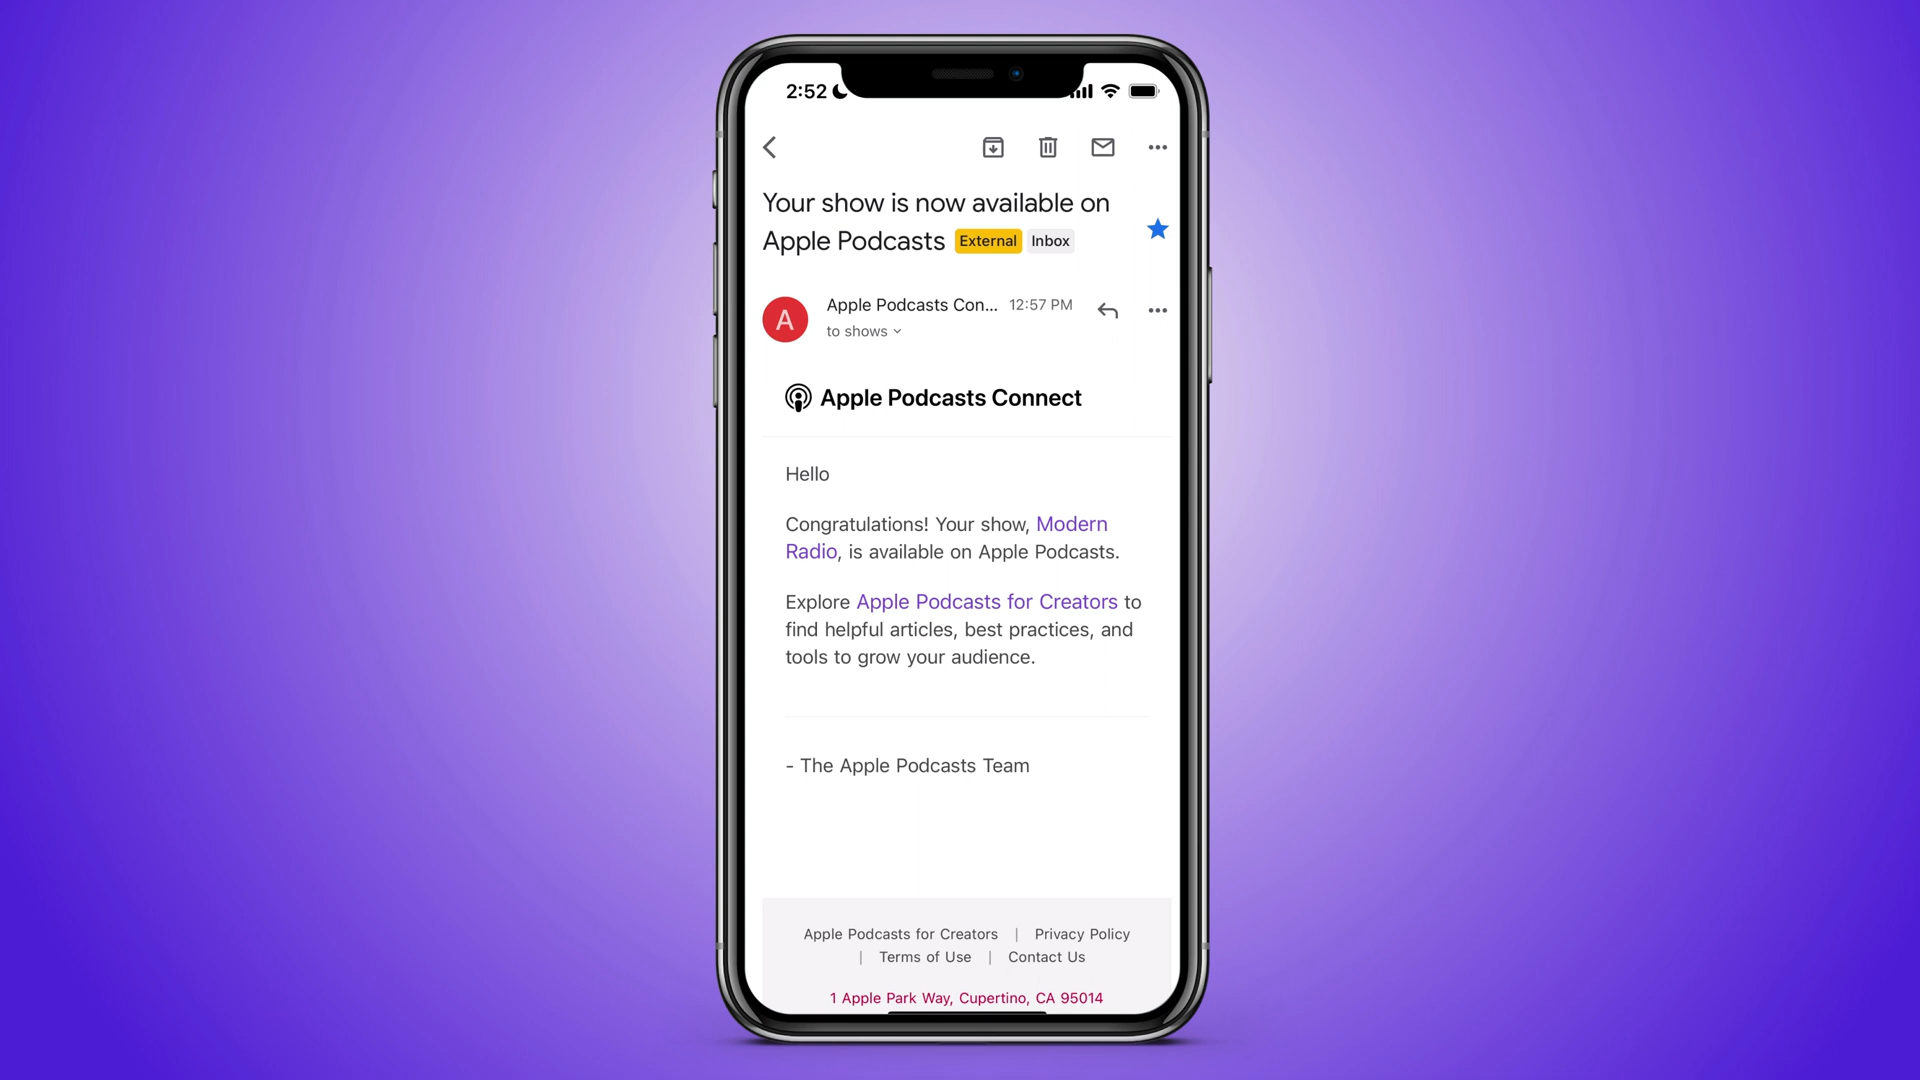 2:52
Your show is now available on
Apple Podcasts External Inbox
Apple Podcasts Con... 12:57 PM
A
to shows
Apple Podcasts Connect
Hello
Congratulations! Your show, Modern
Radio, is available on Apple Podcasts.
Explore Apple Podcasts for Creators to
find helpful articles, best practices, and
tools to grow your audience.
- The Apple Podcasts Team
Apple Podcasts for Creators | Privacy Policy
| Terms of Use | Contact Us
1 Apple Park Way, Cupertino, CA 95014